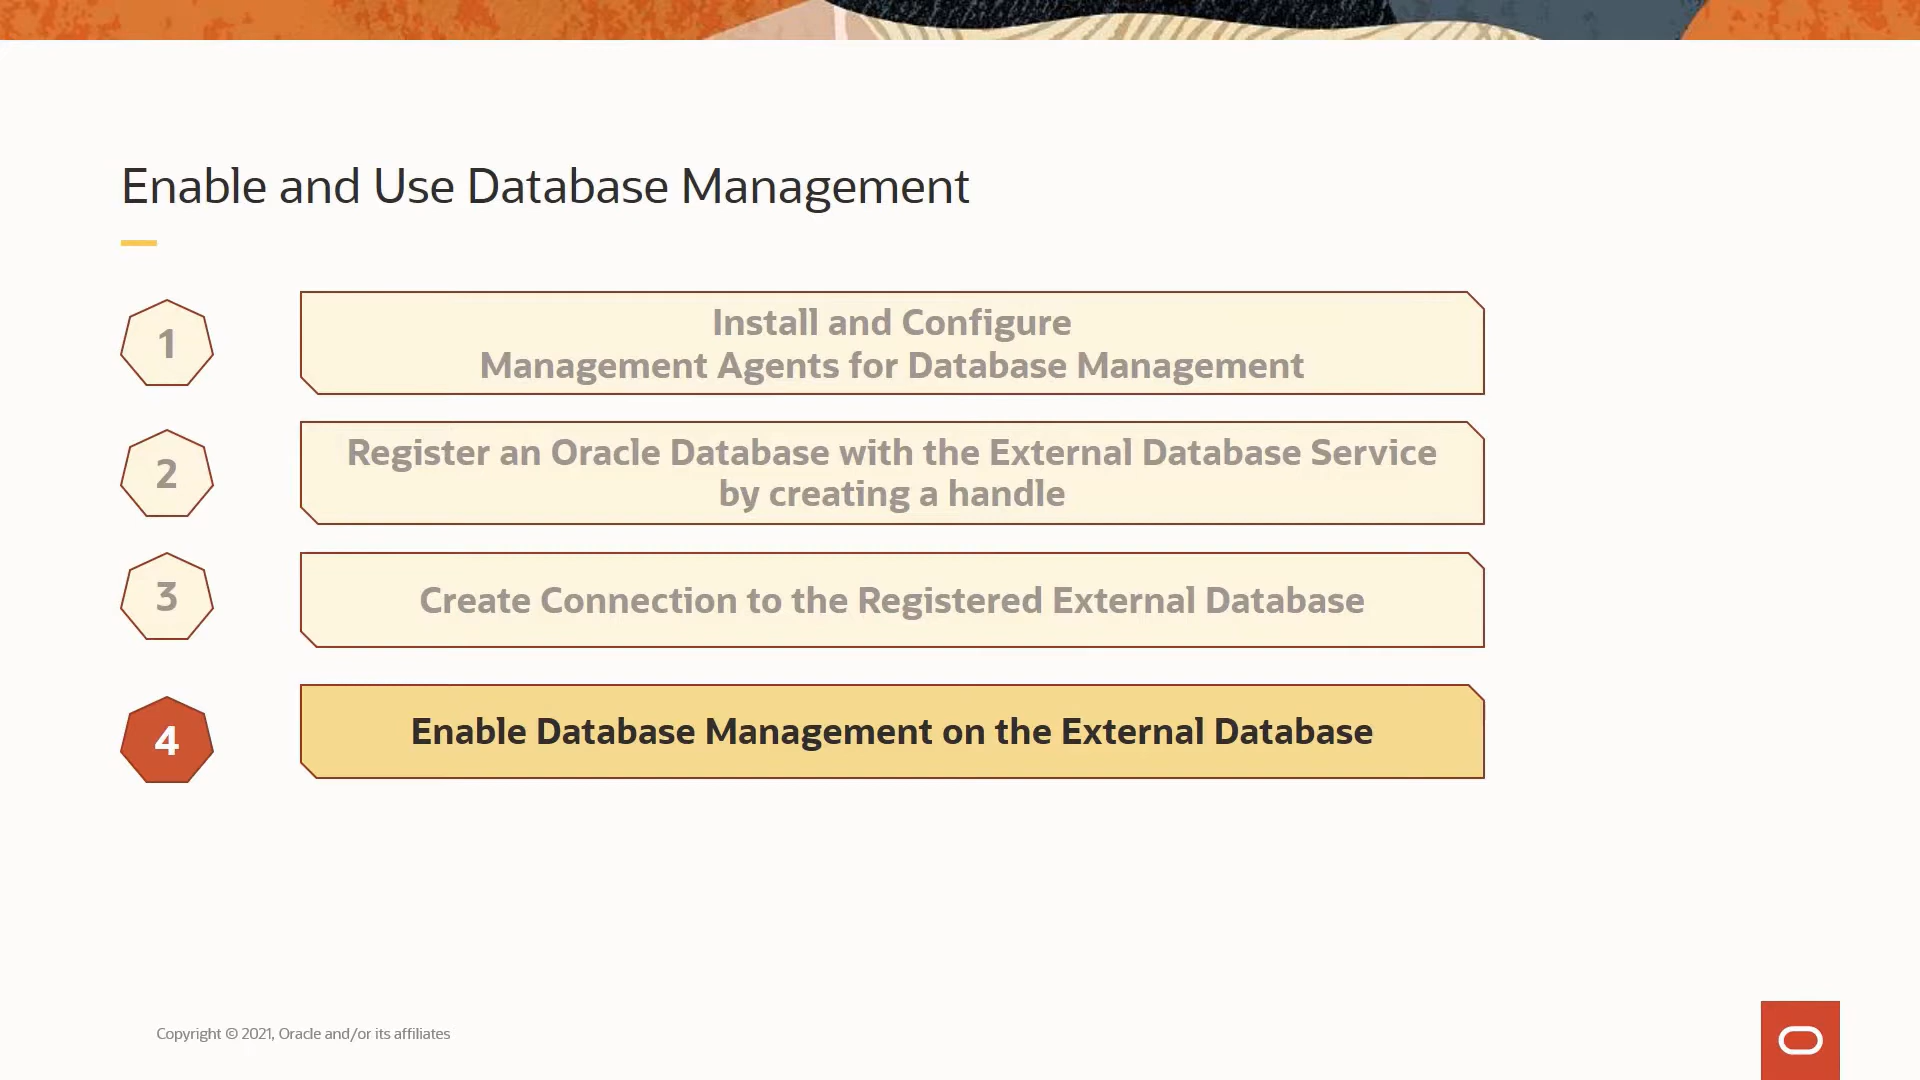 Enable and Use Database Management
1
Install and Configure
Management Agents for Database Management
2
Register an Oracle Database with the External Database Service
by creating a handle
3
Create Connection to the Registered External Database
4
Enable Database Management on the External Database
Copyright © 2021, Oracle and/or its affiliates